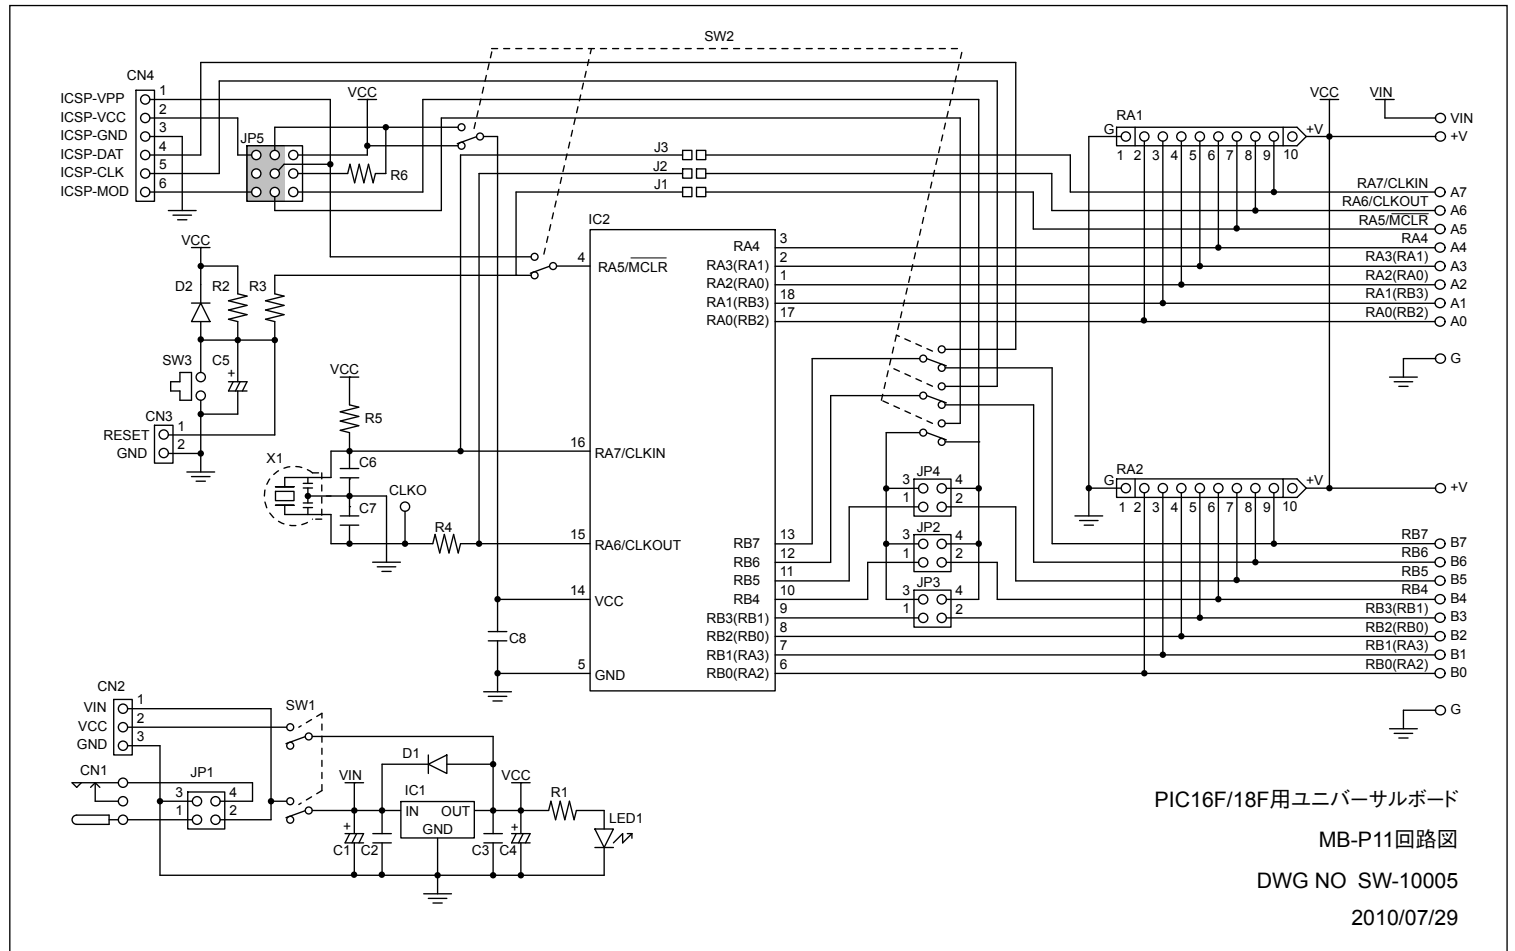 SW2
CN4
ICSP-VPP 1
ICSP-VCC 2
ICSP-GND 3
ICSP-DAT 4
ICSP-CLK 5
ICSP-MOD 6
VCC
JP5
R6
J3
J2
J1
VCC
VIN
RA1
G
+V
1 2 3 4 5 6 7 8 9 10
VIN
+V
RA7/CLKIN A7
RA6/CLKOUT A6
RA5/MCLR A5
RA4 A4
RA3(RA1) A3
RA2(RA0) A2
RA1(RB3) A1
RA0(RB2) A0
G
IC2
4 RA5/MCLR
RA4 3
RA3(RA1) 2
RA2(RA0) 1
RA1(RB3) 18
RA0(RB2) 17
VCC
D2 R2 R3
SW3 C5
+
CN3
RESET 1
GND 2
VCC
R5
X1
C6
C7
CLKO
R4
16 RA7/CLKIN
15 RA6/CLKOUT
14 VCC
C8
5 GND
RB7 13
RB6 12
RB5 11
RB4 10
RB3(RB1) 9
RB2(RB0) 8
RB1(RA3) 7
RB0(RA2) 6
JP4
3 4
1 2
JP2
3 4
1 2
JP3
3 4
1 2
RA2
G
+V
1 2 3 4 5 6 7 8 9 10
+V
RB7 B7
RB6 B6
RB5 B5
RB4 B4
RB3(RB1) B3
RB2(RB0) B2
RB1(RA3) B1
RB0(RA2) B0
G
CN2
VIN 1
VCC 2
GND 3
SW1
CN1
JP1
3 4
1 2
VIN
D1
VCC
IC1
IN OUT
GND
R1
LED1
+
C1 C2
C3 C4
+
PIC16F/18F用ユニバーサルボード
MB-P11回路図
DWG NO SW-10005
2010/07/29